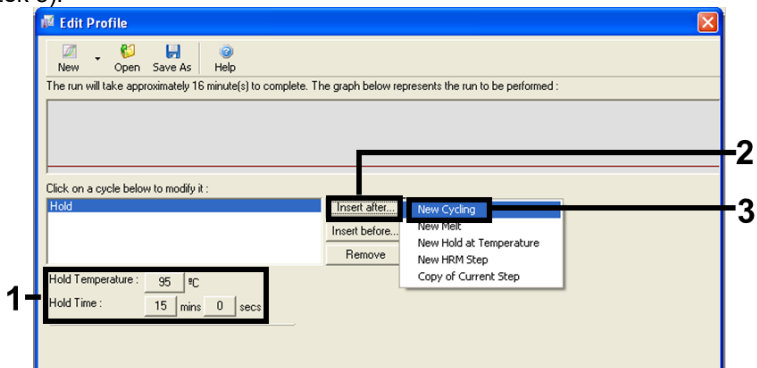 Edit Profile
New Open Save As Help
The run will take approximately 16 minute(s) to complete. The graph below represents the run to be performed :
2
Click on a cycle below to modify it :
Hold
Insert after...
New Cycling
3
Insert before...
New Melt
Remove
New Hold at Temperature
New HRM Step
Copy of Current Step
1
Hold Temperature : 95 ºC
Hold Time : 15 mins 0 secs